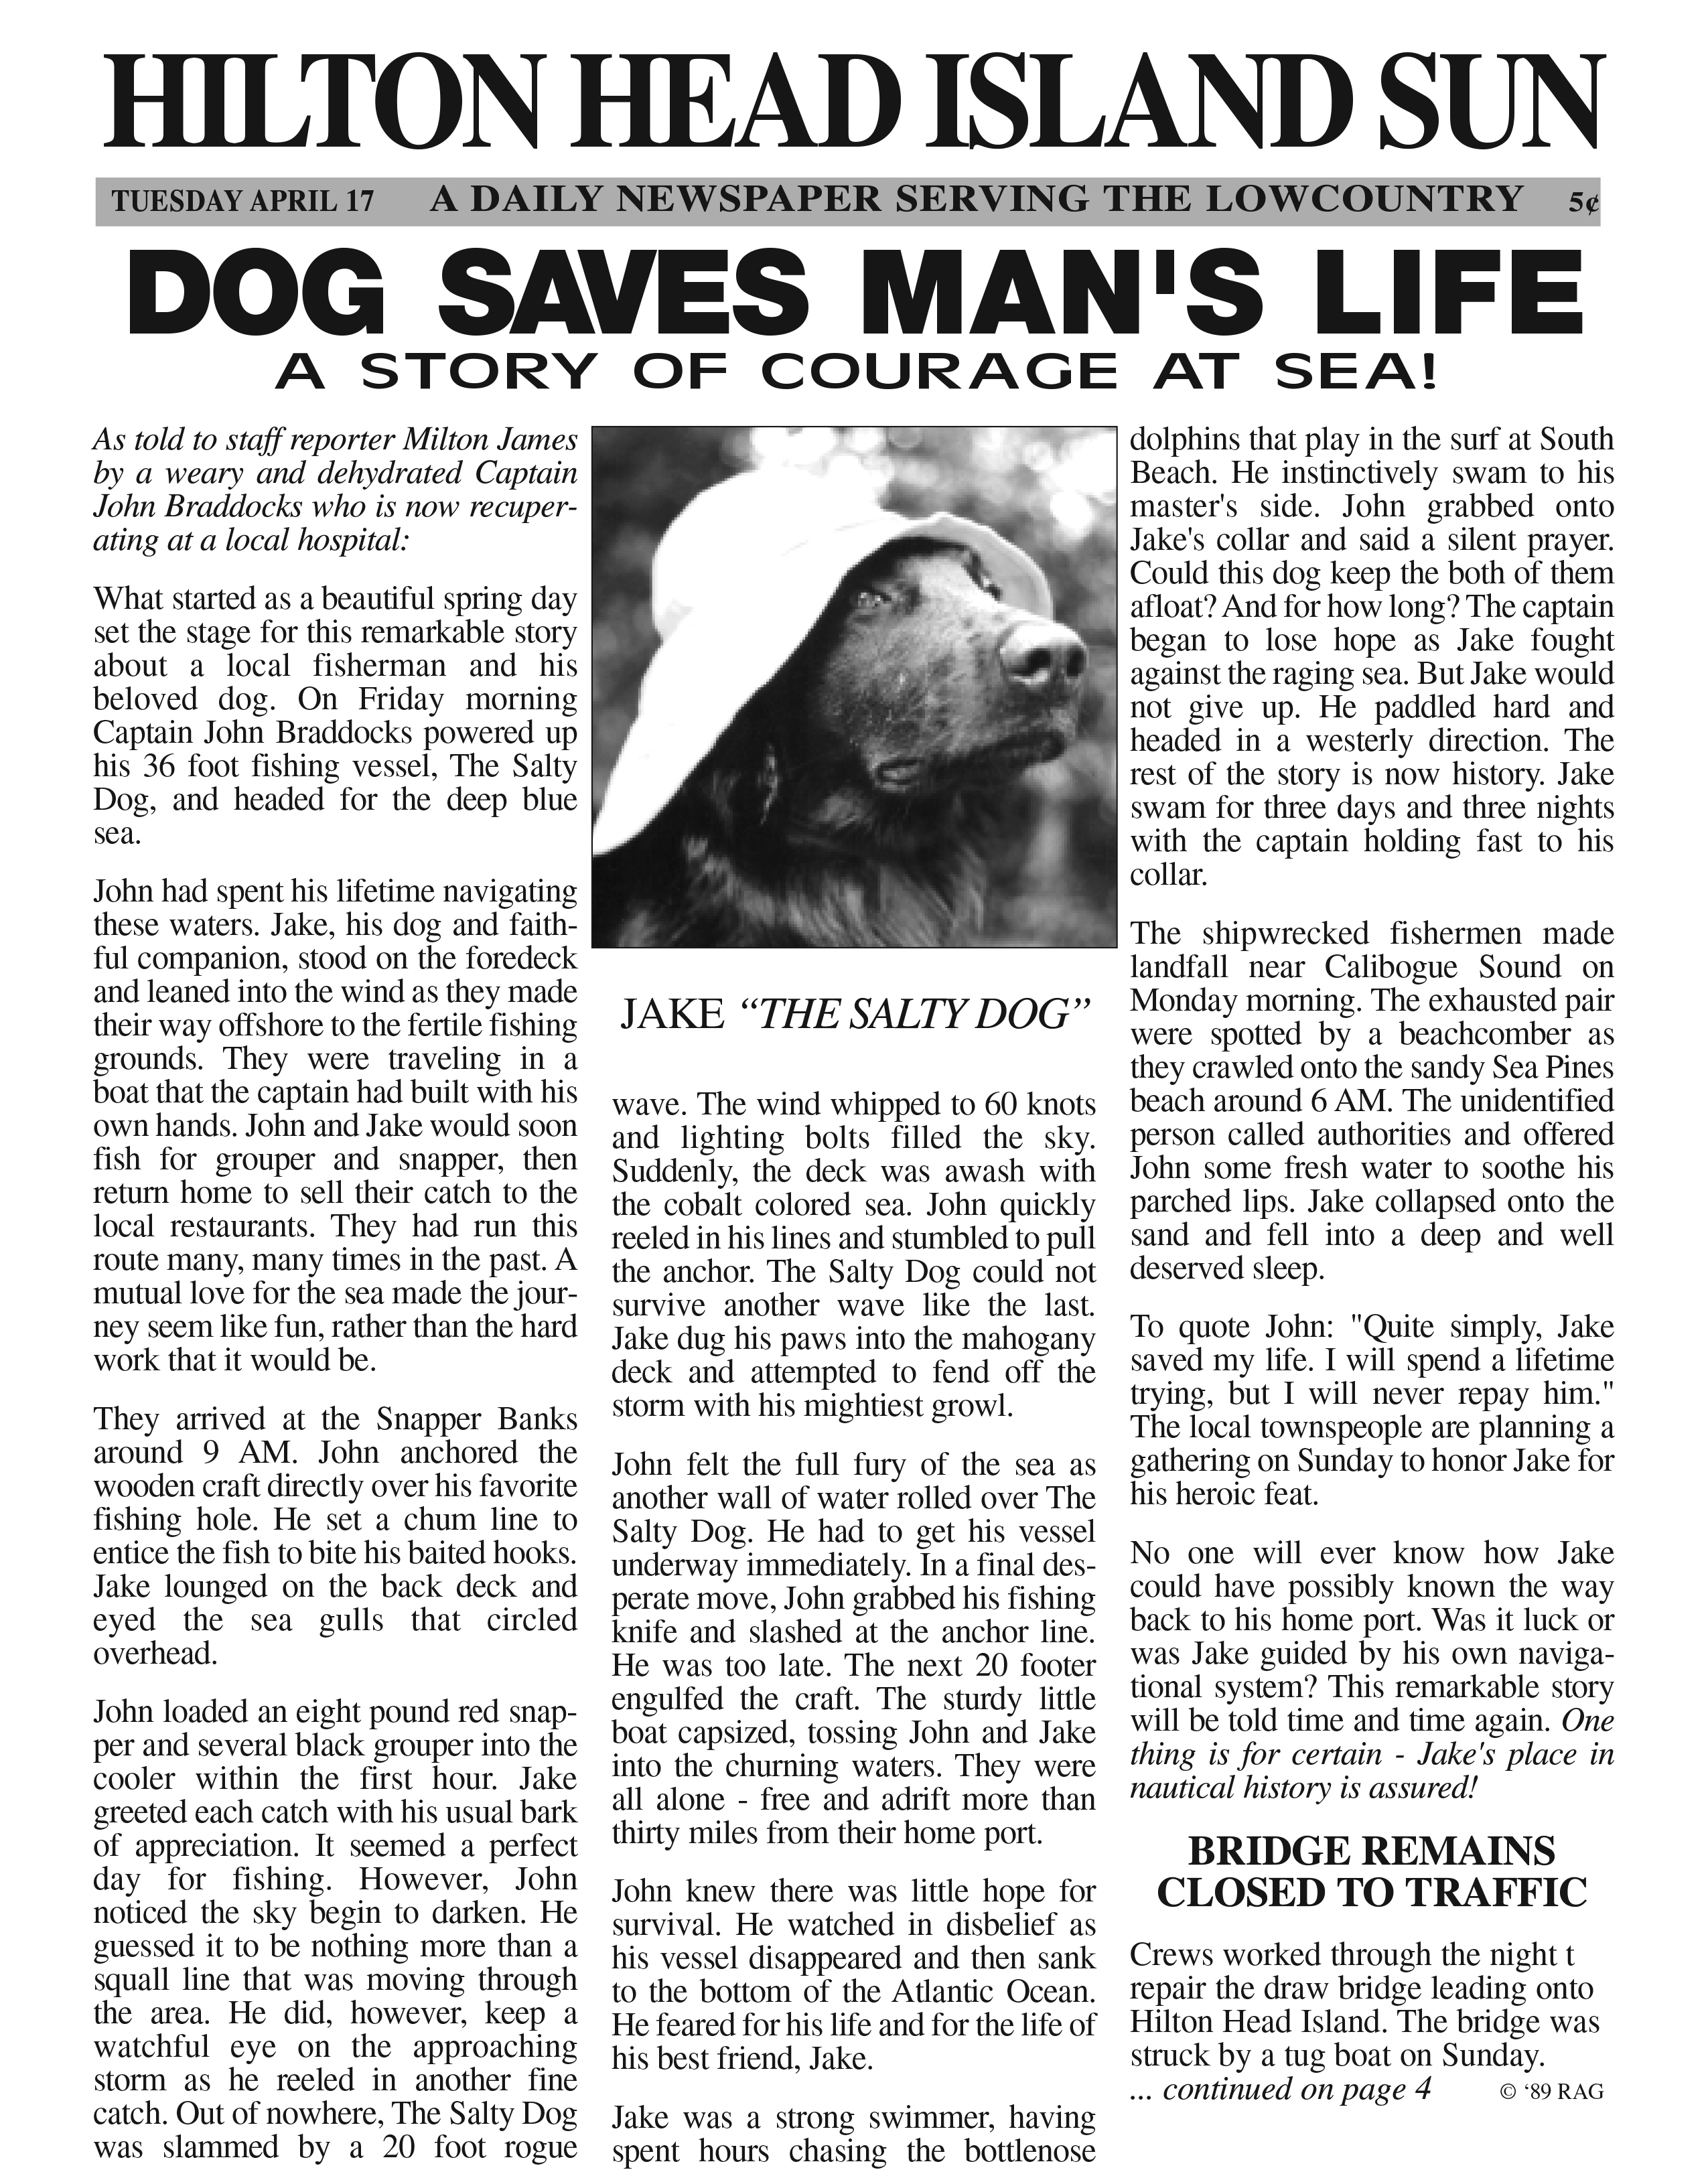 HILTON HEAD ISLAND SUN
TUESDAY APRIL 17 A DAILY NEWSPAPER SERVING THE LOWCOUNTRY 5¢
DOG SAVES MAN'S LIFE
A STORY OF COURAGE AT SEA!
As told to staff reporter Milton James
by a weary and dehydrated Captain
John Braddocks who is now recuper-
ating at a local hospital:
What started as a beautiful spring day
set the stage for this remarkable story
about a local fisherman and his
beloved dog. On Friday morning
Captain John Braddocks powered up
his 36 foot fishing vessel, The Salty
Dog, and headed for the deep blue
sea.
John had spent his lifetime navigating
these waters. Jake, his dog and faith-
ful companion, stood on the foredeck
and leaned into the wind as they made
their way offshore to the fertile fishing
grounds. They were traveling in a
boat that the captain had built with his
own hands. John and Jake would soon
fish for grouper and snapper, then
return home to sell their catch to the
local restaurants. They had run this
route many, many times in the past. A
mutual love for the sea made the jour-
ney seem like fun, rather than the hard
work that it would be.
They arrived at the Snapper Banks
around 9 AM. John anchored the
wooden craft directly over his favorite
fishing hole. He set a chum line to
entice the fish to bite his baited hooks.
Jake lounged on the back deck and
eyed the sea gulls that circled
overhead.
John loaded an eight pound red snap-
per and several black grouper into the
cooler within the first hour. Jake
greeted each catch with his usual bark
of appreciation. It seemed a perfect
day for fishing. However, John
noticed the sky begin to darken. He
guessed it to be nothing more than a
squall line that was moving through
the area. He did, however, keep a
watchful eye on the approaching
storm as he reeled in another fine
catch. Out of nowhere, The Salty Dog
was slammed by a 20 foot rogue
JAKE “THE SALTY DOG”
wave. The wind whipped to 60 knots
and lighting bolts filled the sky.
Suddenly, the deck was awash with
the cobalt colored sea. John quickly
reeled in his lines and stumbled to pull
the anchor. The Salty Dog could not
survive another wave like the last.
Jake dug his paws into the mahogany
deck and attempted to fend off the
storm with his mightiest growl.
John felt the full fury of the sea as
another wall of water rolled over The
Salty Dog. He had to get his vessel
underway immediately. In a final des-
perate move, John grabbed his fishing
knife and slashed at the anchor line.
He was too late. The next 20 footer
engulfed the craft. The sturdy little
boat capsized, tossing John and Jake
into the churning waters. They were
all alone - free and adrift more than
thirty miles from their home port.
John knew there was little hope for
survival. He watched in disbelief as
his vessel disappeared and then sank
to the bottom of the Atlantic Ocean.
He feared for his life and for the life of
his best friend, Jake.
Jake was a strong swimmer, having
spent hours chasing the bottlenose
dolphins that play in the surf at South
Beach. He instinctively swam to his
master's side. John grabbed onto
Jake's collar and said a silent prayer.
Could this dog keep the both of them
afloat? And for how long? The captain
began to lose hope as Jake fought
against the raging sea. But Jake would
not give up. He paddled hard and
headed in a westerly direction. The
rest of the story is now history. Jake
swam for three days and three nights
with the captain holding fast to his
collar.
The shipwrecked fishermen made
landfall near Calibogue Sound on
Monday morning. The exhausted pair
were spotted by a beachcomber as
they crawled onto the sandy Sea Pines
beach around 6 AM. The unidentified
person called authorities and offered
John some fresh water to soothe his
parched lips. Jake collapsed onto the
sand and fell into a deep and well
deserved sleep.
To quote John: "Quite simply, Jake
saved my life. I will spend a lifetime
trying, but I will never repay him."
The local townspeople are planning a
gathering on Sunday to honor Jake for
his heroic feat.
No one will ever know how Jake
could have possibly known the way
back to his home port. Was it luck or
was Jake guided by his own naviga-
tional system? This remarkable story
will be told time and time again. One
thing is for certain - Jake's place in
nautical history is assured!
BRIDGE REMAINS
CLOSED TO TRAFFIC
Crews worked through the night t
repair the draw bridge leading onto
Hilton Head Island. The bridge was
struck by a tug boat on Sunday.
... continued on page 4 © ‘89 RAG